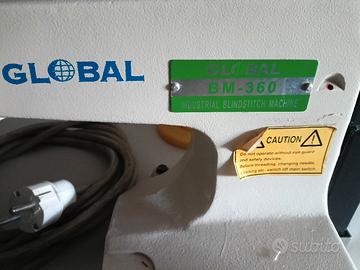 GLOBAL
GLOBAL
BM-360
INDUSTRIAL BLINDSTITCH MACHINE
CAUTION
Do not operate without eye guard
and safety devices.
Before threading, changing needle,
cleaning etc. switch off main switch.
subito